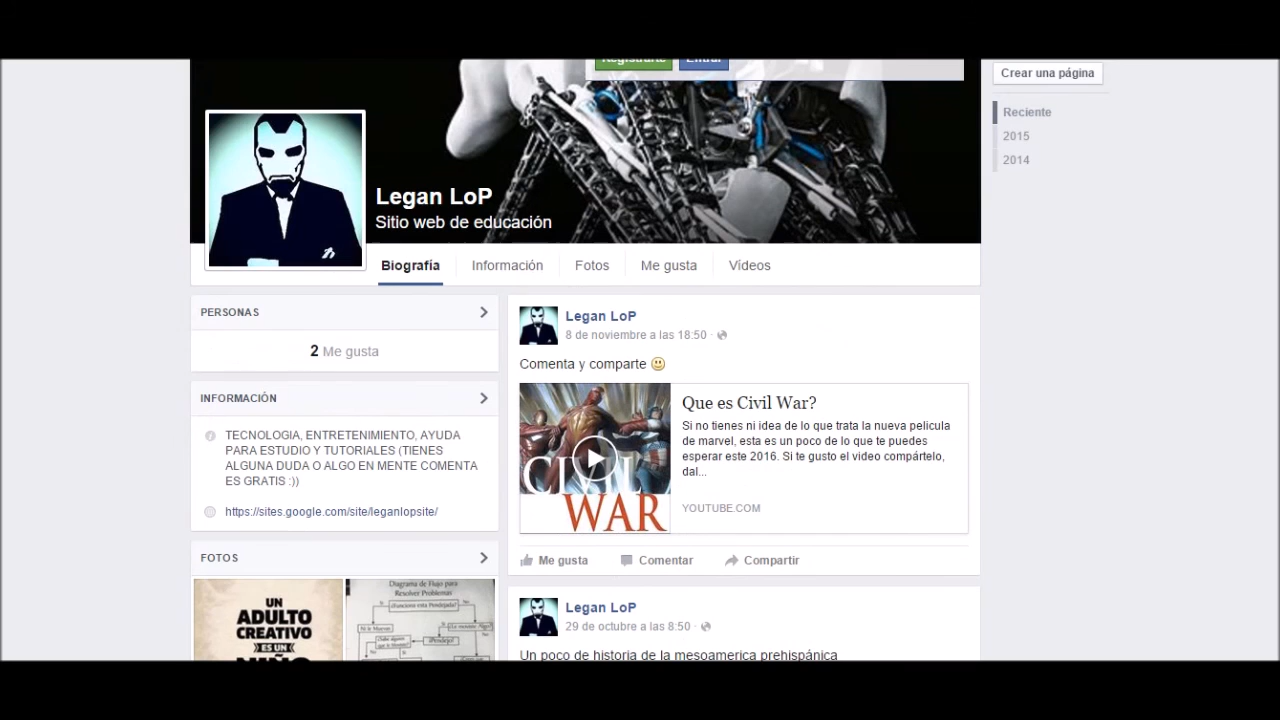 Registrarte
Entrar
Crear una página
Reciente
2015
2014
Legan LoP
Sitio web de educación
Biografía
Información
Fotos
Me gusta
Vídeos
PERSONAS
2 Me gusta
INFORMACIÓN
TECNOLOGIA, ENTRETENIMIENTO, AYUDA
PARA ESTUDIO Y TUTORIALES (TIENES
ALGUNA DUDA O ALGO EN MENTE COMENTA
ES GRATIS :))
https://sites.google.com/site/leganlopsite/
FOTOS
UN
ADULTO
CREATIVO
ES UN
NIÑO
Diagrama de Flujo para
Resolver Problemas
Legan LoP
8 de noviembre a las 18:50 ·
Comenta y comparte
CIVIL
WAR
Que es Civil War?
Si no tienes ni idea de lo que trata la nueva pelicula
de marvel, esta es un poco de lo que te puedes
esperar este 2016. Si te gusto el video compártelo,
dal...
YOUTUBE.COM
Me gusta
Comentar
Compartir
Legan LoP
29 de octubre a las 8:50 ·
Un poco de historia de la mesoamerica prehispánica